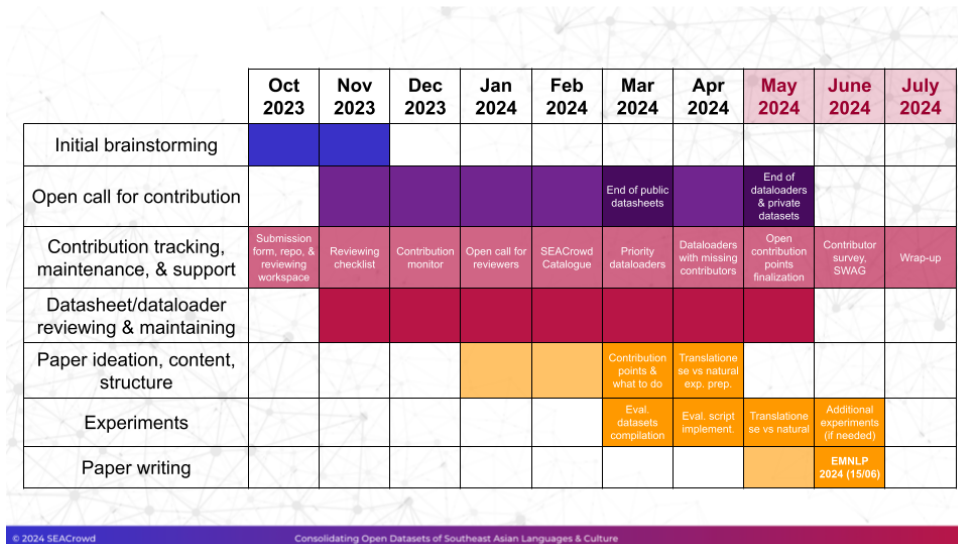 Oct 2023
Nov 2023
Dec 2023
Jan 2024
Feb 2024
Mar 2024
Apr 2024
May 2024
June 2024
July 2024
Initial brainstorming
Open call for contribution
End of public
datasheets
End of
dataloaders
& private
datasets
Contribution tracking,
maintenance, & support
Submission
form, repo, &
reviewing
workspace
Reviewing
checklist
Contribution
monitor
Open call for
reviewers
SEACrowd
Catalogue
Priority
dataloaders
Dataloaders
with missing
contributors
Open
contribution
points
finalization
Contributor
survey,
SWAG
Wrap-up
Datasheet/dataloader
reviewing & maintaining
Paper ideation, content,
structure
Contribution
points &
what to do
Translatione
se vs natural
exp. prep.
Experiments
Eval.
datasets
compilation
Eval. script
implement.
Translatione
se vs natural
Additional
experiments
(if needed)
Paper writing
EMNLP
2024 (15/06)
© 2024 SEACrowd
Consolidating Open Datasets of Southeast Asian Languages & Culture